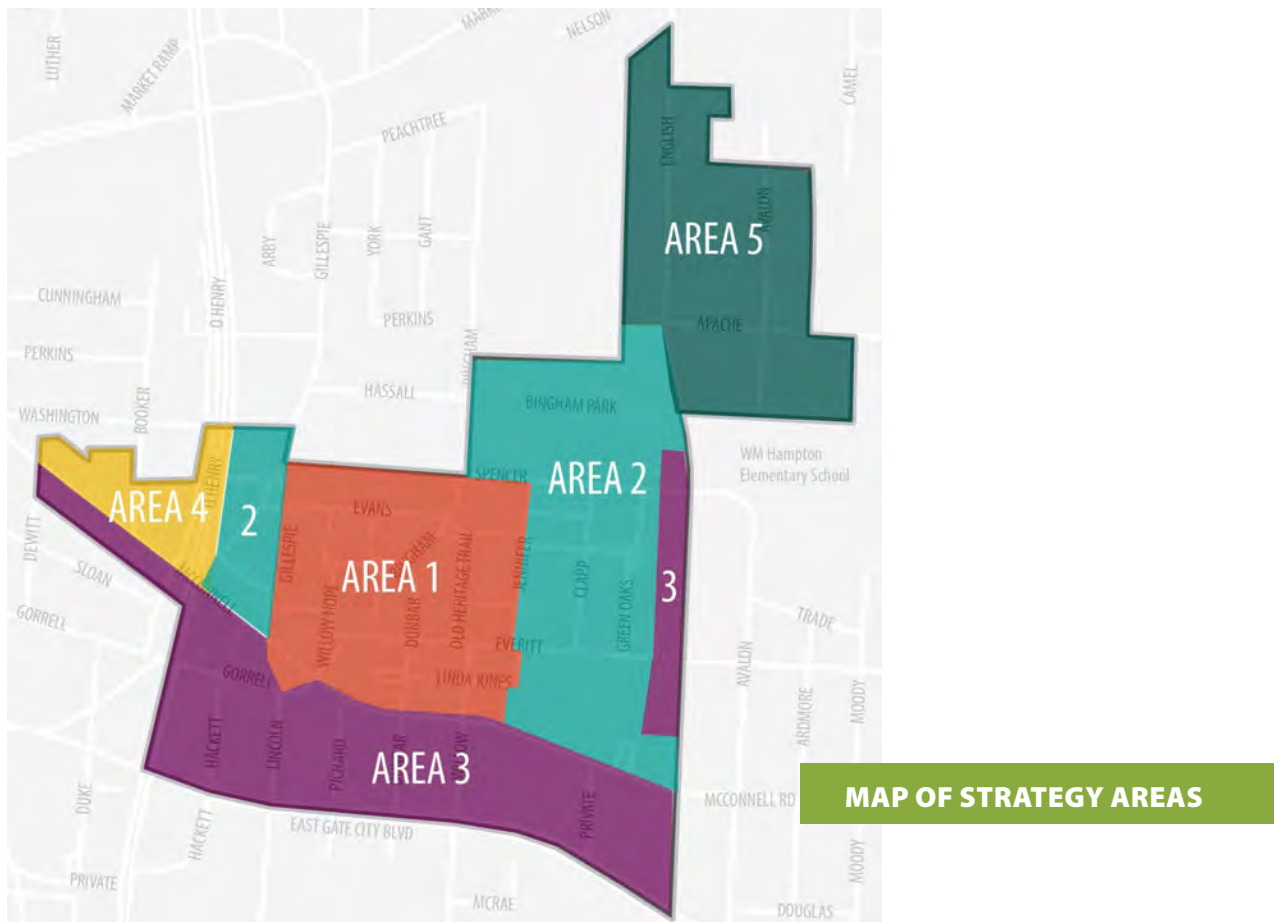 LUTHER
MARKET RAMP
NELSON
CAMEL
PEACHTREE
ENGLISH
ARBY
GILLESPIE
YORK
GANT
AVALON
AREA 5
CUNNINGHAM
O HENRY
PERKINS
APACHE
PERKINS
BOOKER
HASSALL
BINGHAM PARK
WASHINGTON
WM Hampton
Elementary School
SPENCER
AREA 2
AREA 4
2
EVANS
DEWITT
SLOAN
GILLESPIE
AREA 1
WILLOW HOPE
DUNBAR
OLD HERITAGE TRAIL
JENNIFER
CLAPP
GREEN OAKS
3
TRADE
GORRELL
EVERITT
AVALON
GORRELL
LINDA JONES
HACKETT
LINCOLN
PICHARD
AREA 3
PRIVATE
ARDMORE
MOODY
DUKE
HACKETT
EAST GATE CITY BLVD
MCCONNELL RD
MAP OF STRATEGY AREAS
MOODY
PRIVATE
MCRAE
DOUGLAS